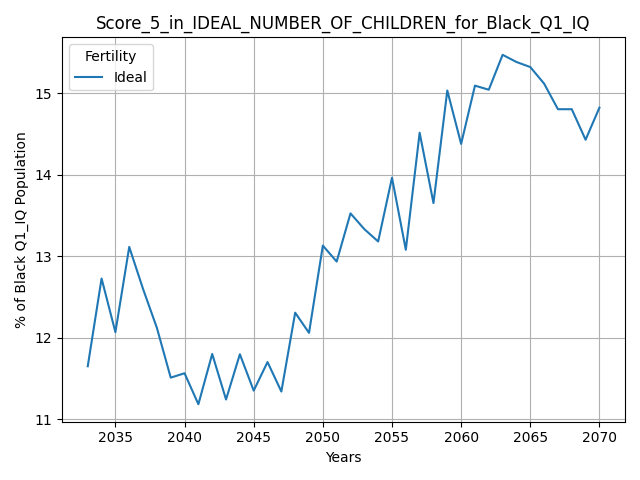 Score_5_in_IDEAL_NUMBER_OF_CHILDREN_for_Black_Q1_IQ
Fertility
Ideal
% of Black Q1_IQ Population
15
14
13
12
11
2035 2040 2045 2050 2055 2060 2065 2070
Years